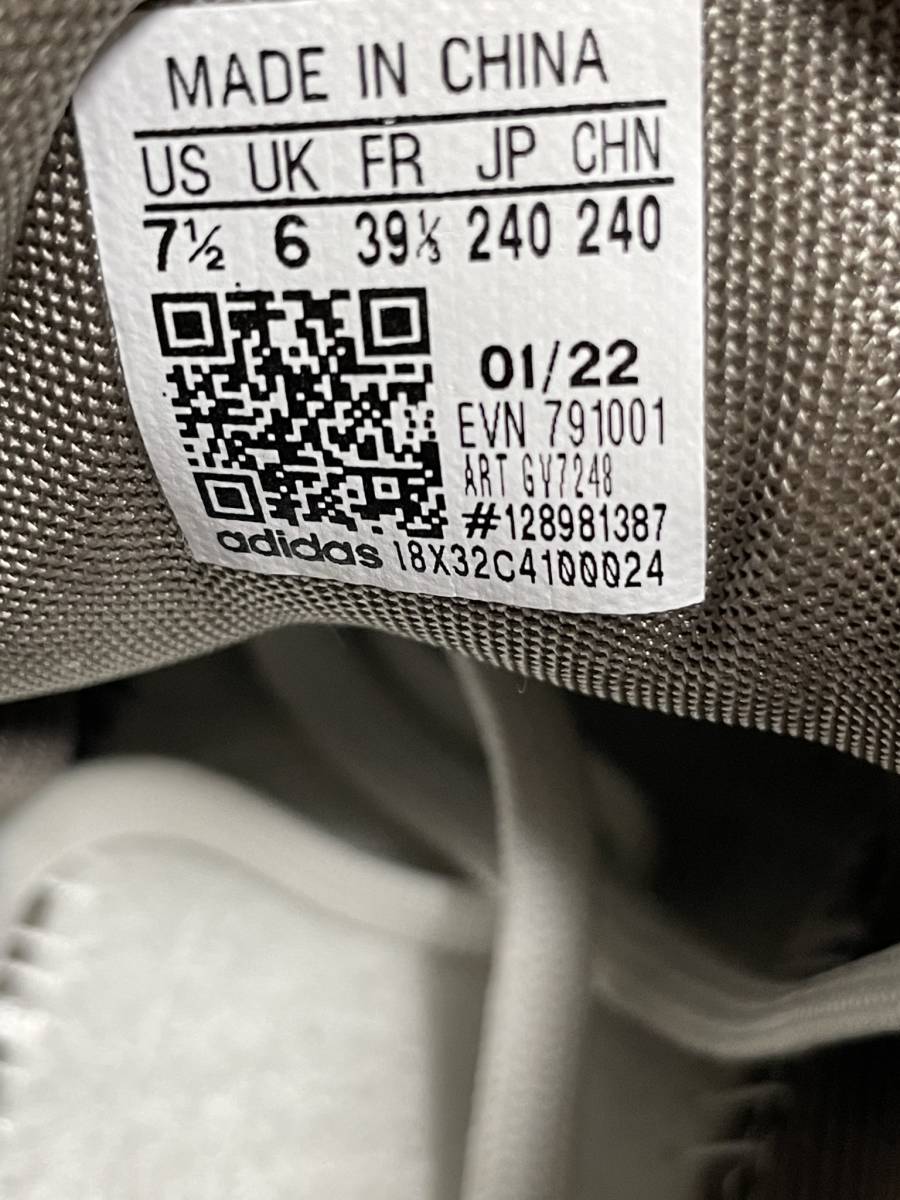 MADE IN CHINA
US UK FR JP CHN
7½ 6 39⅓ 240 240
01/22
EVN 791001
ART GV7248
#128981387
adidas 18X32C4100024